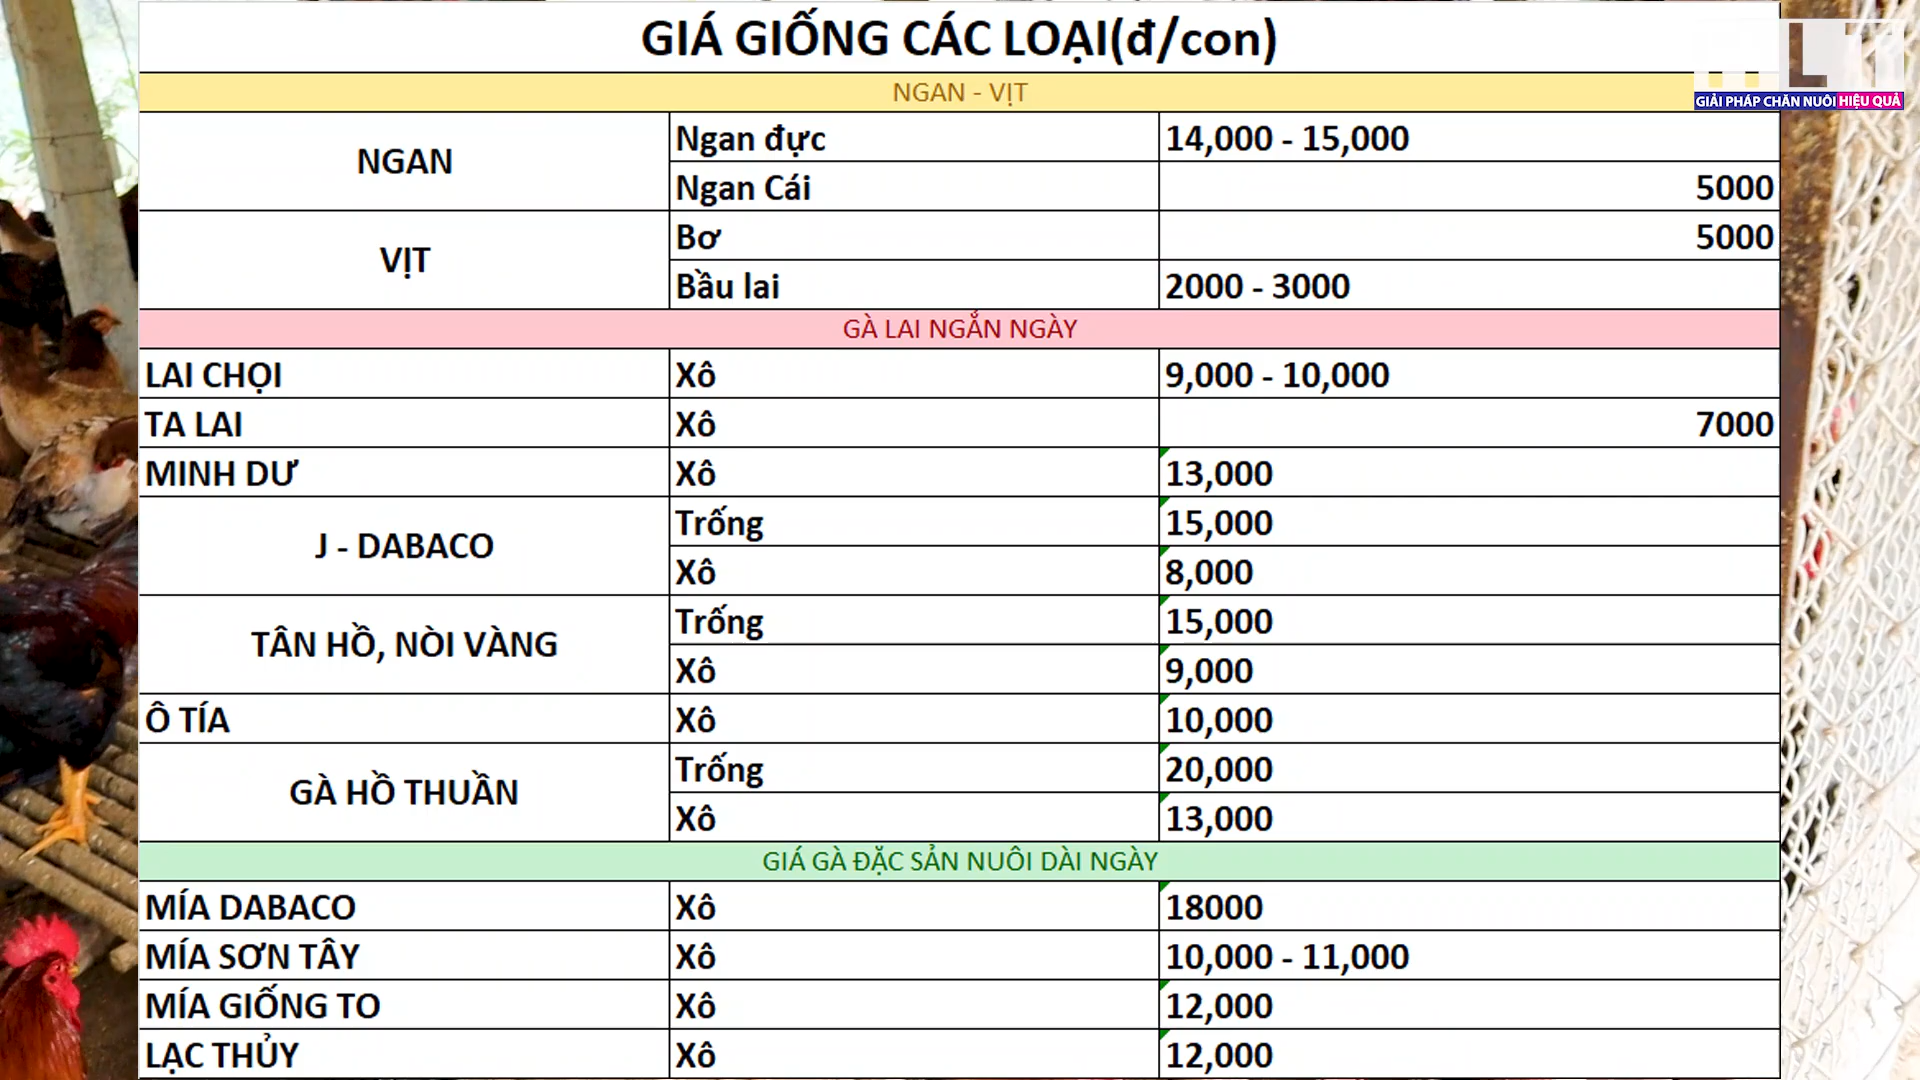 GIÁ GIỐNG CÁC LOẠI(đ/con)
NGAN - VỊT
NGAN
Ngan đực 14,000 - 15,000
Ngan Cái 5000
VỊT
Bơ 5000
Bầu lai 2000 - 3000
GÀ LAI NGẮN NGÀY
LAI CHỌI Xô 9,000 - 10,000
TA LAI Xô 7000
MINH DƯ Xô 13,000
J - DABACO
Trống 15,000
Xô 8,000
TÂN HỒ, NÒI VÀNG
Trống 15,000
Xô 9,000
Ô TÍA Xô 10,000
GÀ HỒ THUẦN
Trống 20,000
Xô 13,000
GIÁ GÀ ĐẶC SẢN NUÔI DÀI NGÀY
MÍA DABACO Xô 18000
MÍA SƠN TÂY Xô 10,000 - 11,000
MÍA GIỐNG TO Xô 12,000
LẠC THỦY Xô 12,000
GIẢI PHÁP CHĂN NUÔI HIỆU QUẢ